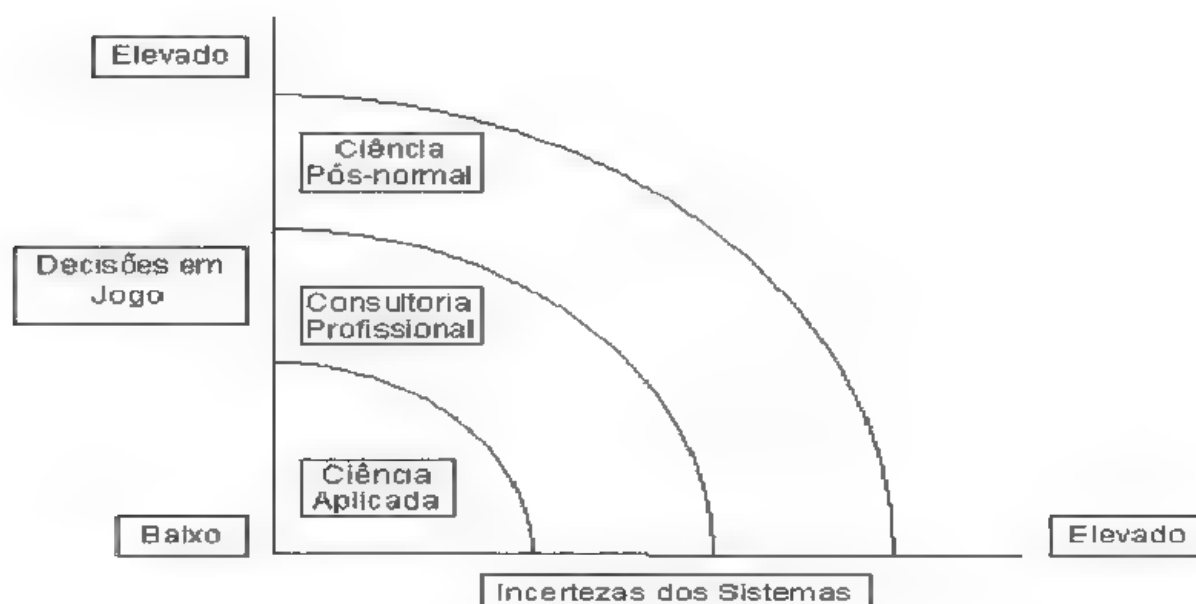 Elevado
Ciência
Pós-normal
Decisões em
Jogo
Consultoria
Profissional
Ciência
Aplicada
Baixo
Elevado
Incertezas dos Sistemas